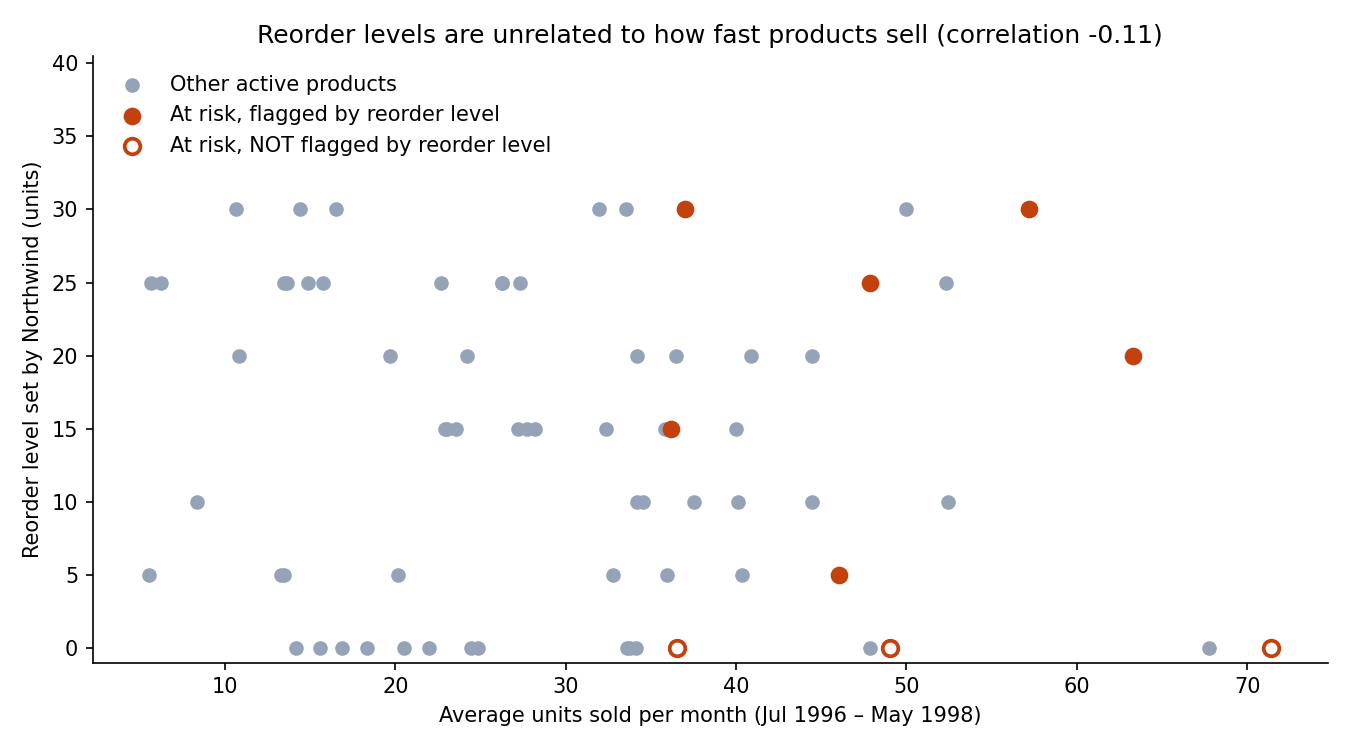 Reorder levels are unrelated to how fast products sell (correlation -0.11)
Other active products
At risk, flagged by reorder level
At risk, NOT flagged by reorder level
Reorder level set by Northwind (units)
40
35
30
25
20
15
10
5
0
10 20 30 40 50 60 70
Average units sold per month (Jul 1996 – May 1998)